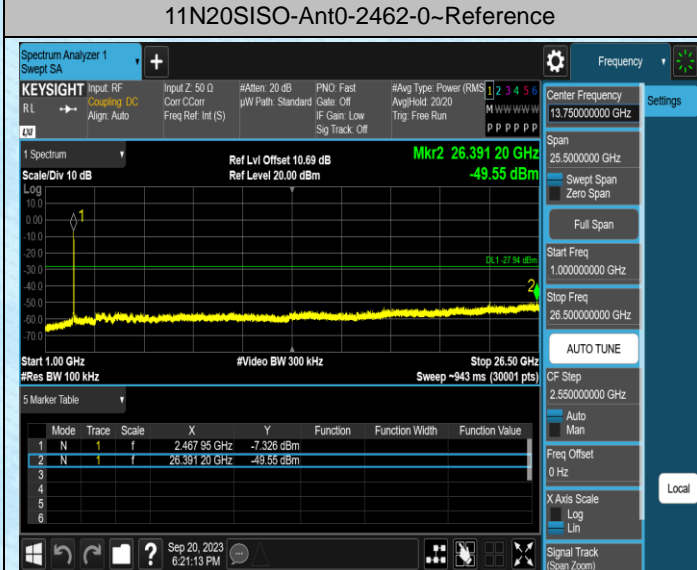 11N20SISO-Ant0-2462-0~Reference
Spectrum Analyzer 1
Swept SA
+
Frequency
KEYSIGHT
RL
LXI
Input: RF
Coupling: DC
Align: Auto
Input Z: 50 Ω
Corr CCorr
Freq Ref: Int (S)
#Atten: 20 dB
µW Path: Standard
PNO: Fast
Gate: Off
IF Gain: Low
Sig Track: Off
#Avg Type: Power (RMS
Avg|Hold: 20/20
Trig: Free Run
1 2 3 4 5 6
M W W W W W
P P P P P P
1 Spectrum
Scale/Div 10 dB
Ref Lvl Offset 10.69 dB
Ref Level 20.00 dBm
Mkr2 26.391 20 GHz
-49.55 dBm
Log
10.0
0.00
-10.0
-20.0
-30.0
-40.0
-50.0
-60.0
-70.0
1
DL1 -27.94 dBm
2
Start 1.00 GHz
#Res BW 100 kHz
#Video BW 300 kHz
Stop 26.50 GHz
Sweep ~943 ms (30001 pts)
5 Marker Table
Mode Trace Scale X Y Function Function Width Function Value
1 N 1 f 2.467 95 GHz -7.326 dBm
2 N 1 f 26.391 20 GHz -49.55 dBm
3
4
5
6
?
Sep 20, 2023
6:21:13 PM
Center Frequency
13.750000000 GHz
Settings
Span
25.5000000 GHz
Swept Span
Zero Span
Full Span
Start Freq
1.000000000 GHz
Stop Freq
26.500000000 GHz
AUTO TUNE
CF Step
2.550000000 GHz
Auto
Man
Freq Offset
0 Hz
X Axis Scale
Log
Lin
Local
Signal Track
(Span Zoom)